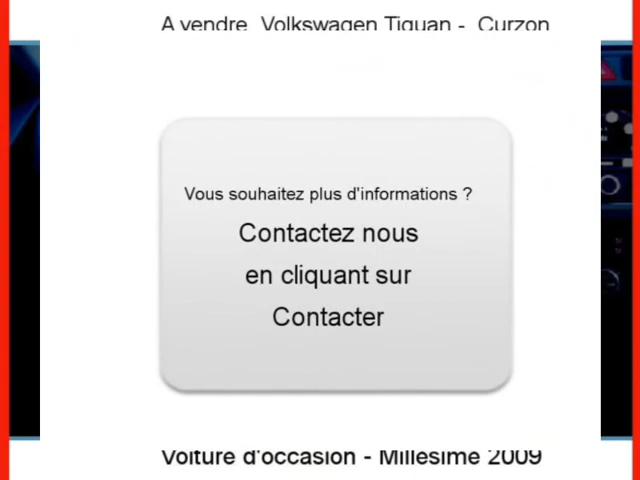 A vendre  Volkswagen Tiguan -  Curzon
Vous souhaitez plus d'informations ?
Contactez nous
en cliquant sur
Contacter
Voiture d'occasion - Millesime 2009